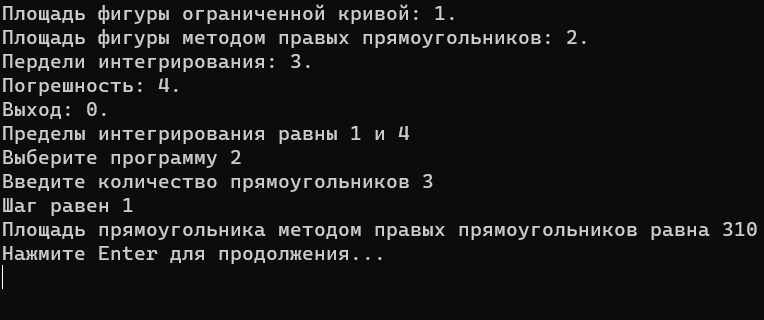 Площадь фигуры ограниченной кривой: 1.
Площадь фигуры методом правых прямоугольников: 2.
Пердели интегрирования: 3.
Погрешность: 4.
Выход: 0.
Пределы интегрирования равны 1 и 4
Выберите программу 2
Введите количество прямоугольников 3
Шаг равен 1
Площадь прямоугольника методом правых прямоугольников равна 310
Нажмите Enter для продолжения...